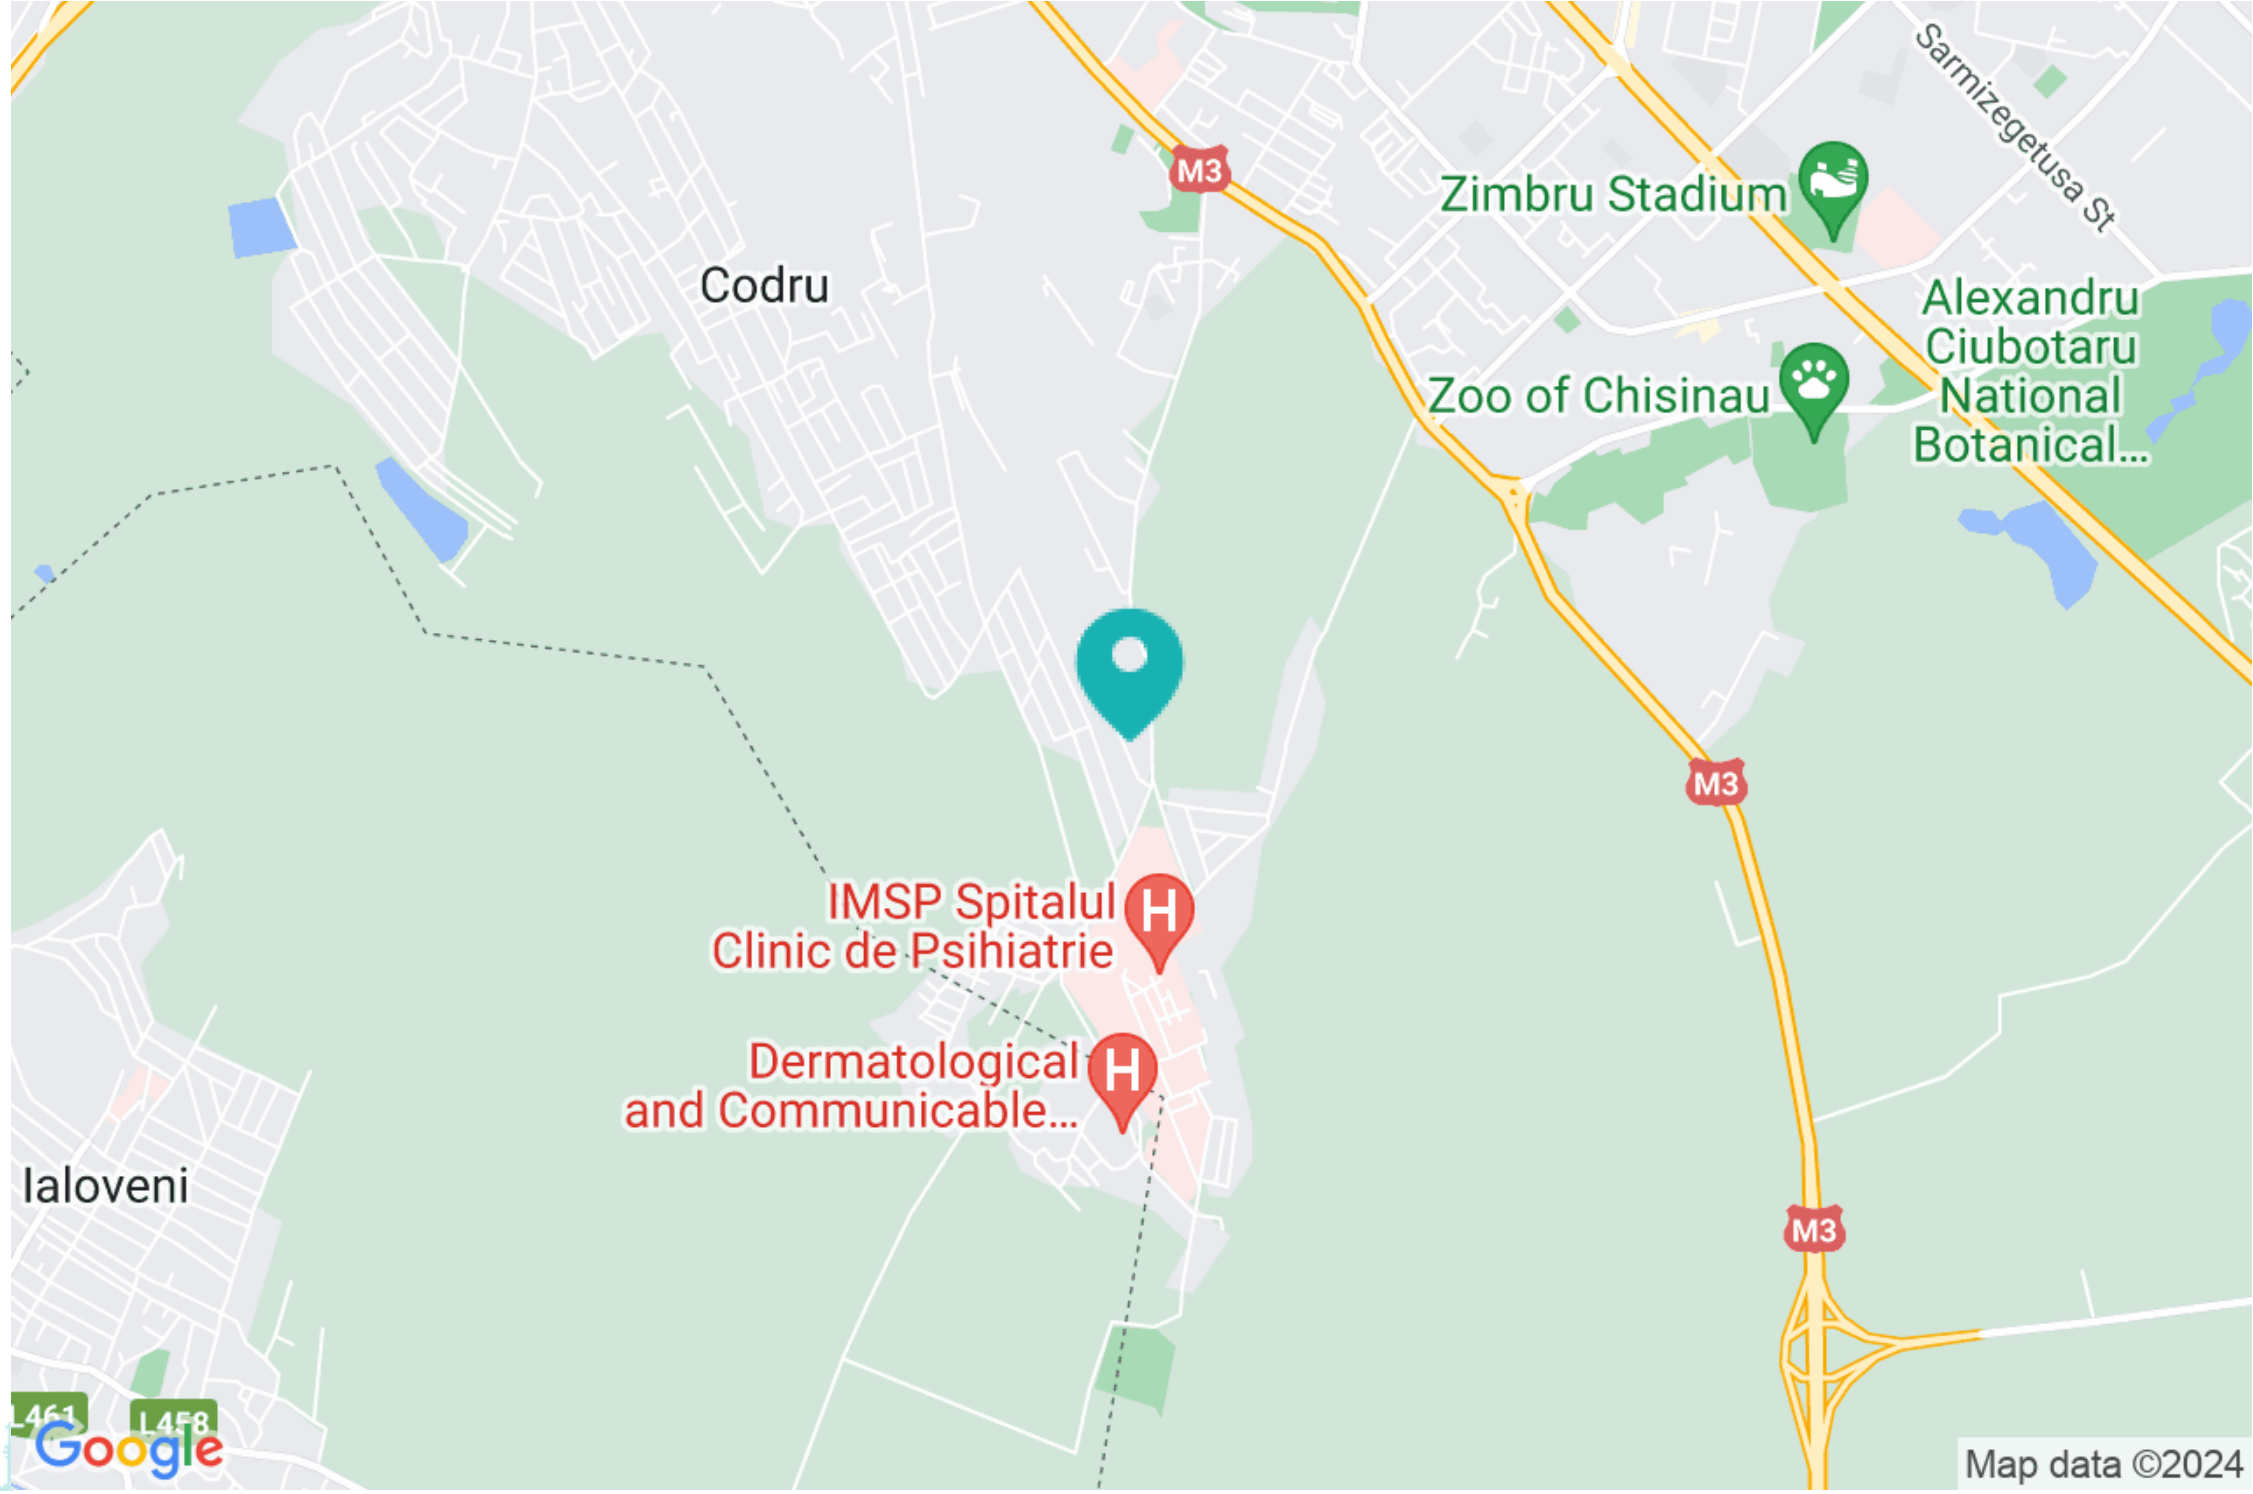 Sarmizegetusa St
M3
Zimbru Stadium
Codru
Alexandru
Ciubotaru
National
Botanical...
Zoo of Chisinau
M3
IMSP Spitalul
Clinic de Psihiatrie
H
Dermatological
and Communicable...
H
Ialoveni
M3
L461
L458
Google
Map data ©2024